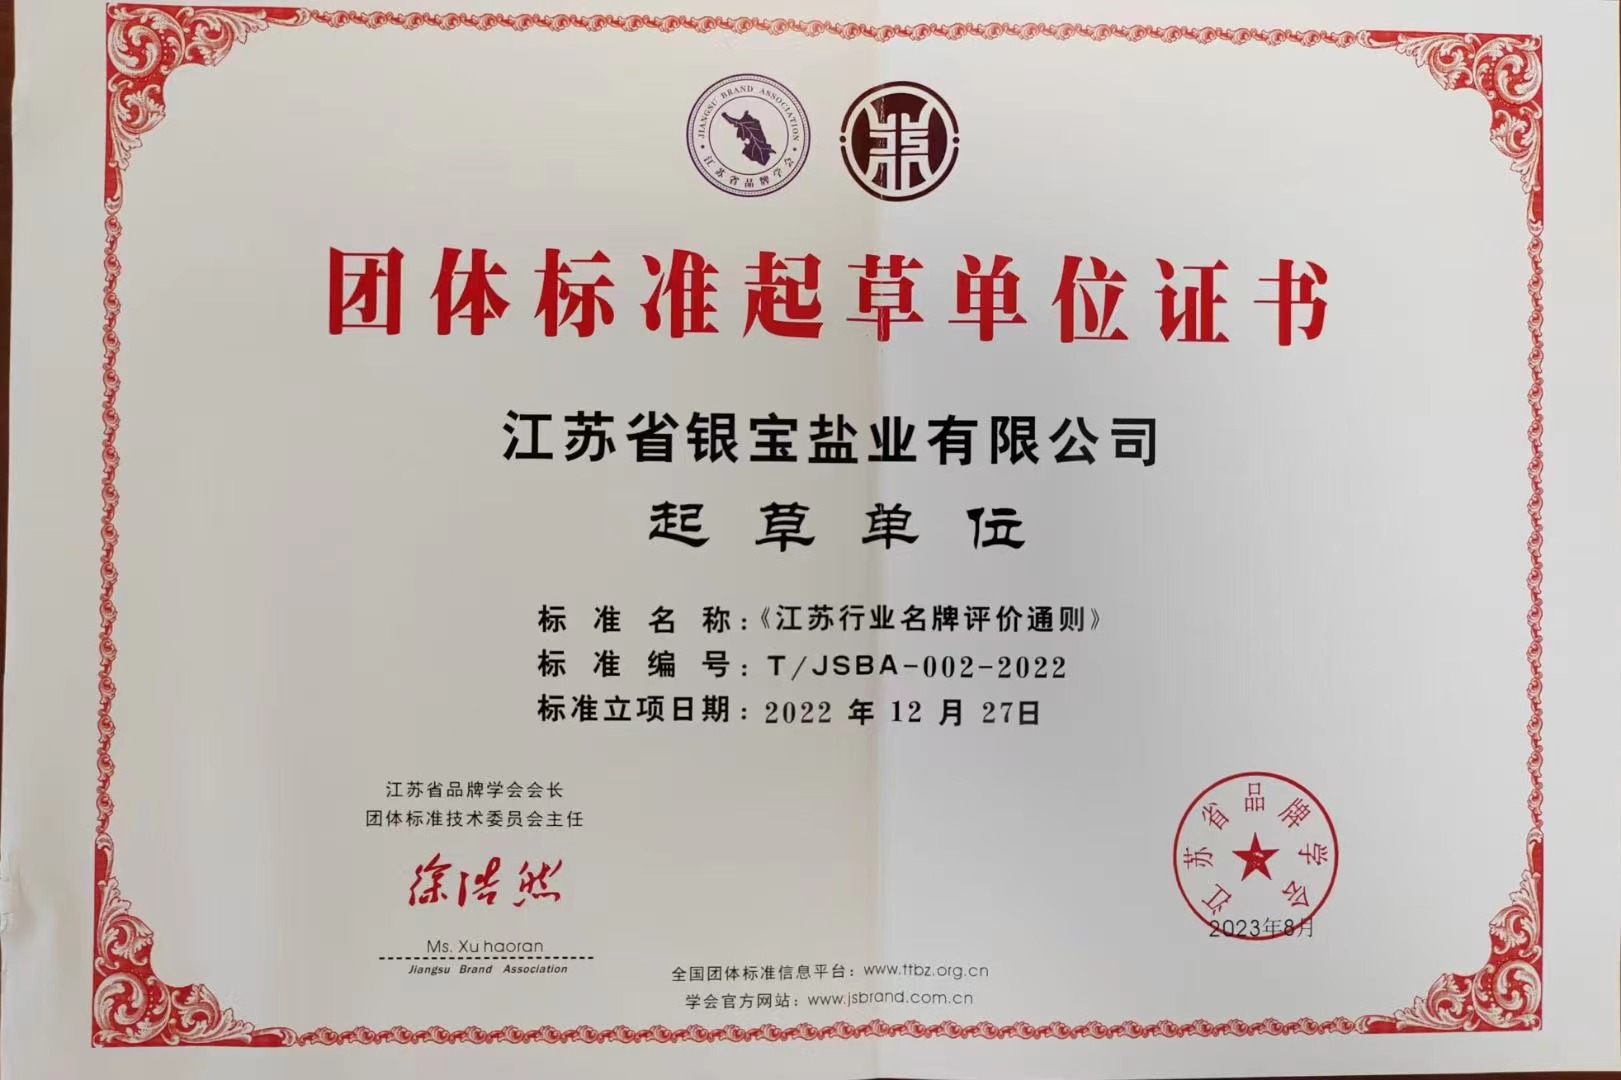 JIANGSU BRAND ASSOCIATION
江苏省品牌学会
团体标准起草单位证书
江苏省银宝盐业有限公司
起草单位
标准名称：《江苏行业名牌评价通则》
标准编号：T/JSBA-002-2022
标准立项日期：2022年12月27日
江苏省品牌学会会长
团体标准技术委员会主任
徐浩然
Ms. Xu haoran
Jiangsu Brand Association
江苏省品牌学会
2023年8月
全国团体标准信息平台：www.ttbz.org.cn
学会官方网站：www.jsbrand.com.cn